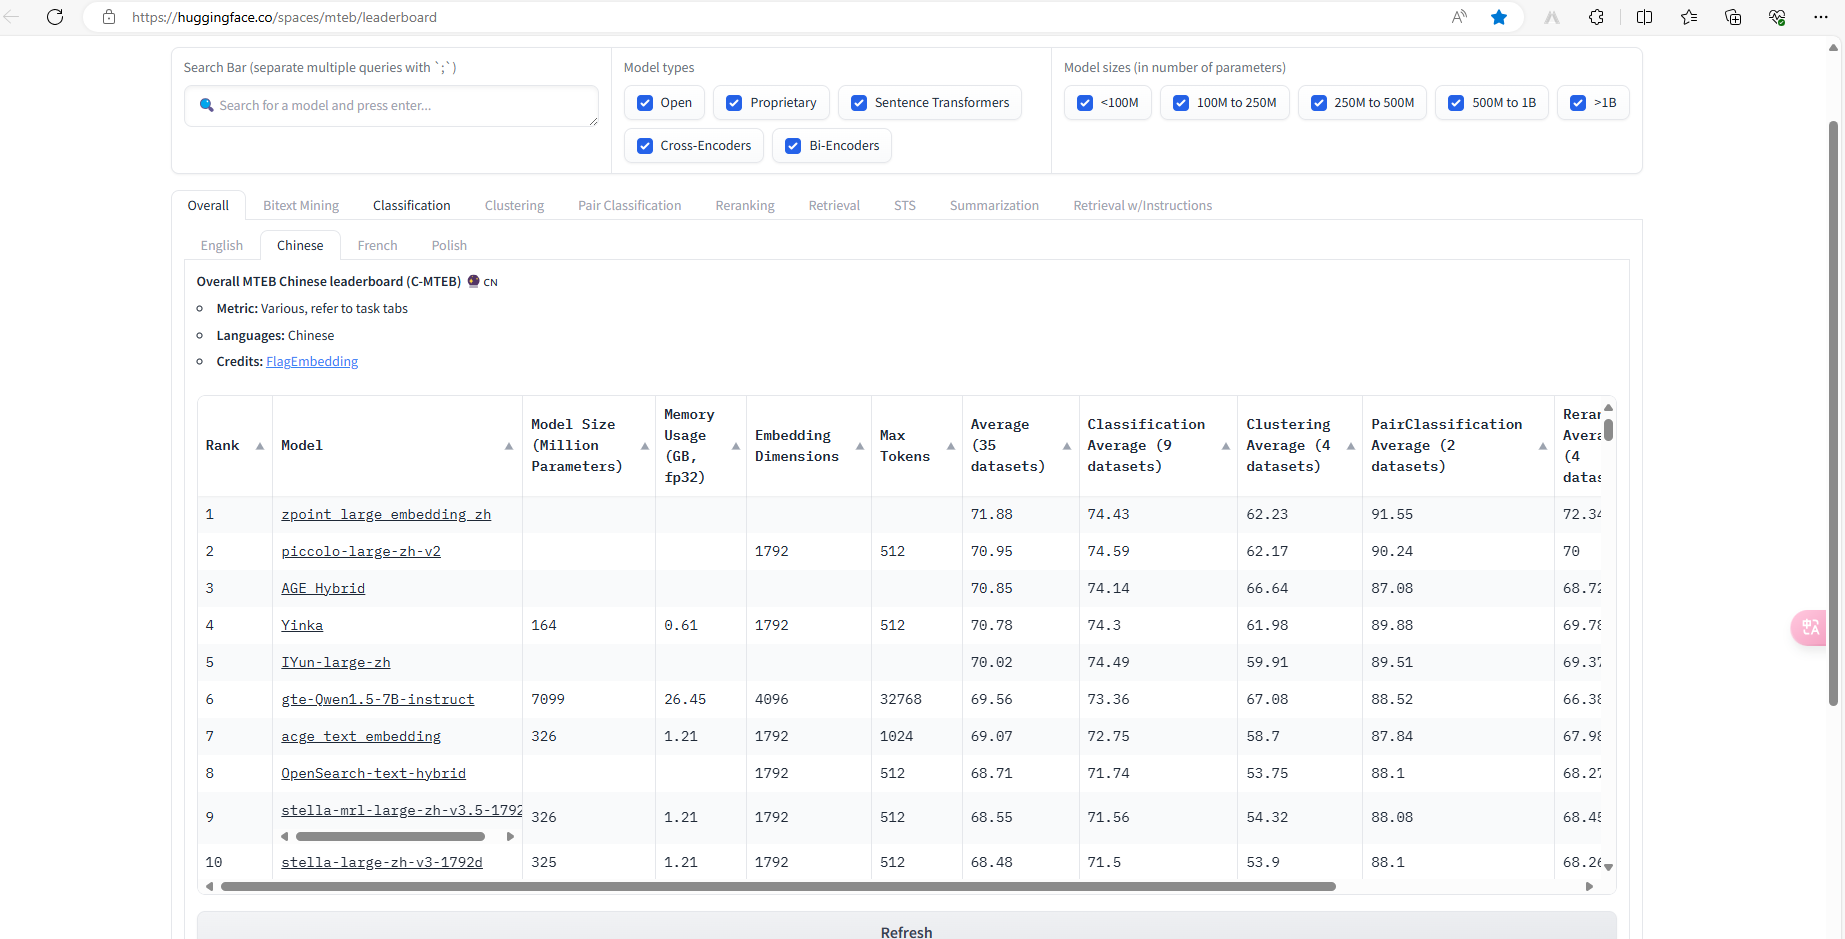 https://huggingface.co/spaces/mteb/leaderboard
Search Bar (separate multiple queries with `;`)
Search for a model and press enter...
Model types
Open
Proprietary
Sentence Transformers
Cross-Encoders
Bi-Encoders
Model sizes (in number of parameters)
<100M
100M to 250M
250M to 500M
500M to 1B
>1B
Overall Bitext Mining Classification Clustering Pair Classification Reranking Retrieval STS Summarization Retrieval w/Instructions
English Chinese French Polish
Overall MTEB Chinese leaderboard (C-MTEB) 🔮 CN
Metric: Various, refer to task tabs
Languages: Chinese
Credits: FlagEmbedding
Rank
Model
Model Size
(Million
Parameters)
Memory
Usage
(GB,
fp32)
Embedding
Dimensions
Max
Tokens
Average
(35
datasets)
Classification
Average (9
datasets)
Clustering
Average (4
datasets)
PairClassification
Average (2
datasets)
Reran
Avera
(4
datas
1 zpoint_large_embedding_zh 71.88 74.43 62.23 91.55 72.34
2 piccolo-large-zh-v2 1792 512 70.95 74.59 62.17 90.24 70
3 AGE_Hybrid 70.85 74.14 66.64 87.08 68.72
4 Yinka 164 0.61 1792 512 70.78 74.3 61.98 89.88 69.78
5 IYun-large-zh 70.02 74.49 59.91 89.51 69.37
6 gte-Qwen1.5-7B-instruct 7099 26.45 4096 32768 69.56 73.36 67.08 88.52 66.38
7 acge_text_embedding 326 1.21 1792 1024 69.07 72.75 58.7 87.84 67.98
8 OpenSearch-text-hybrid 1792 512 68.71 71.74 53.75 88.1 68.27
9 stella-mrl-large-zh-v3.5-1792 326 1.21 1792 512 68.55 71.56 54.32 88.08 68.45
10 stella-large-zh-v3-1792d 325 1.21 1792 512 68.48 71.5 53.9 88.1 68.26
Refresh